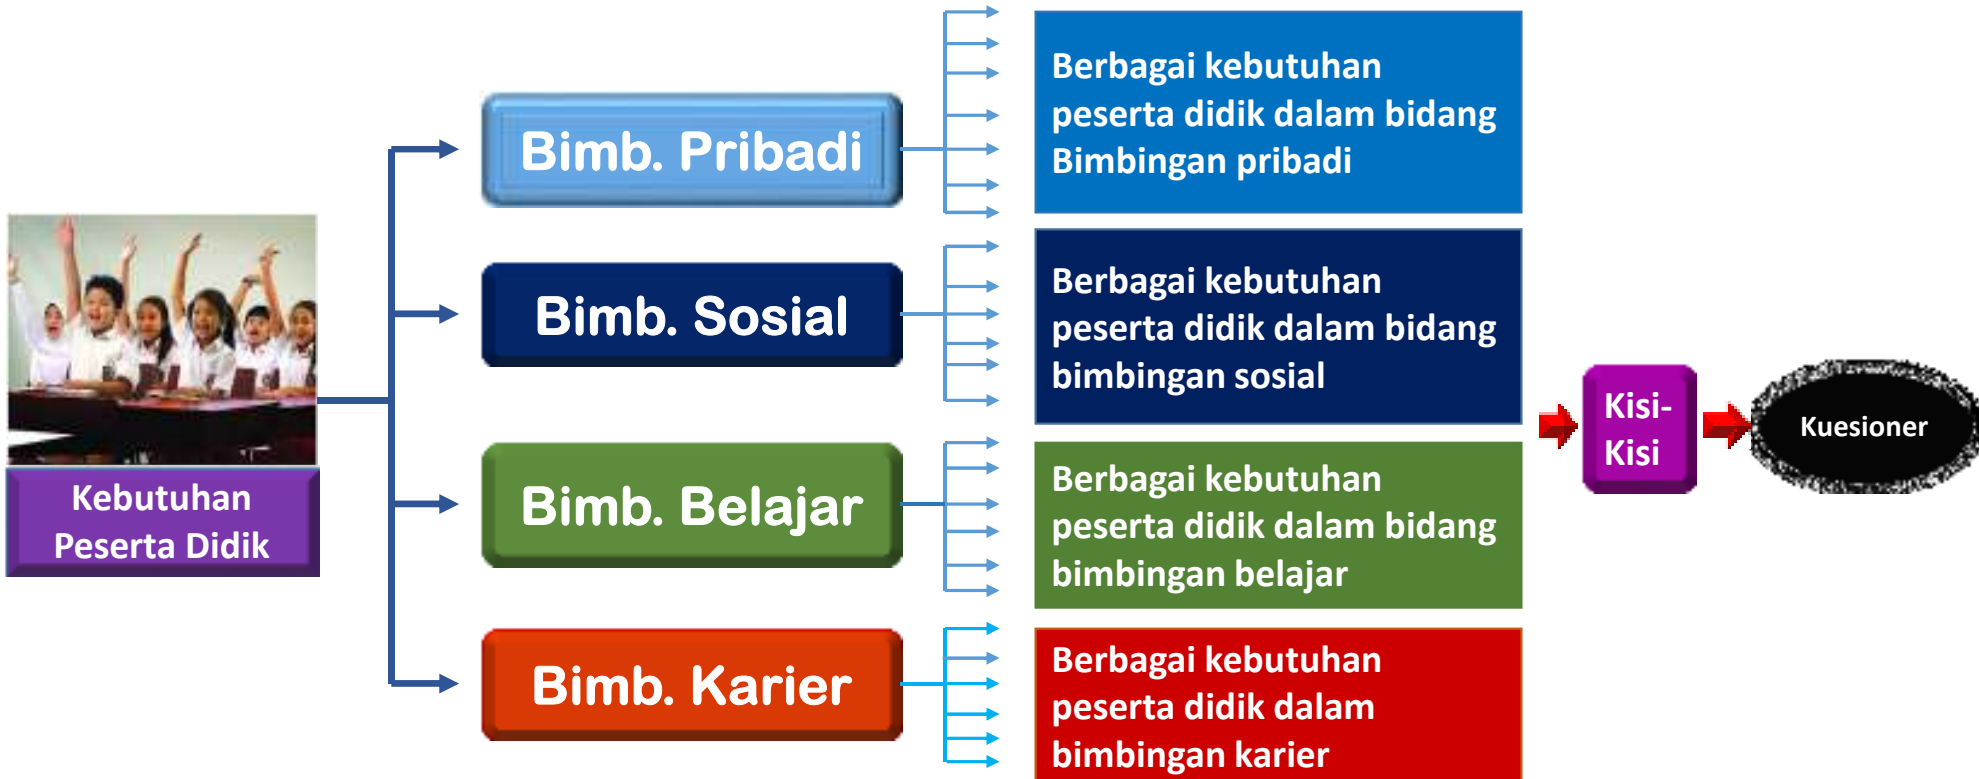 Kebutuhan
Peserta Didik
Bimb. Pribadi
Bimb. Sosial
Bimb. Belajar
Bimb. Karier
Berbagai kebutuhan
peserta didik dalam bidang
Bimbingan pribadi
Berbagai kebutuhan
peserta didik dalam bidang
bimbingan sosial
Berbagai kebutuhan
peserta didik dalam bidang
bimbingan belajar
Berbagai kebutuhan
peserta didik dalam
bimbingan karier
Kisi-
Kisi
Kuesioner